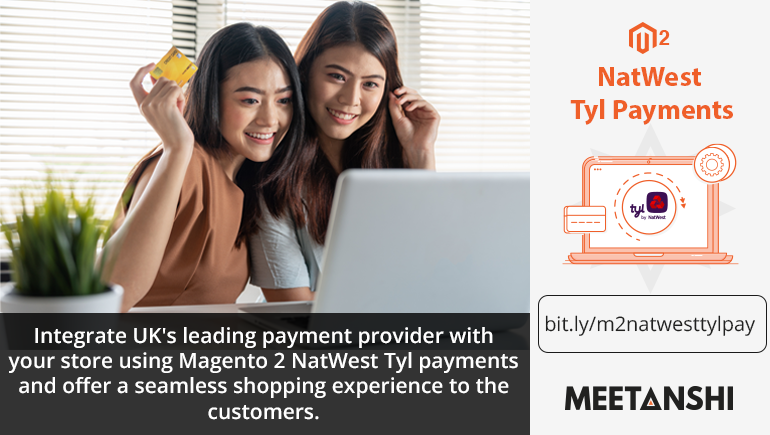 Integrate UK's leading payment provider with
your store using Magento 2 NatWest Tyl payments
and offer a seamless shopping experience to the
customers.
2
NatWest
Tyl Payments
tyl
by NatWest
bit.ly/m2natwesttylpay
MEETANSHI